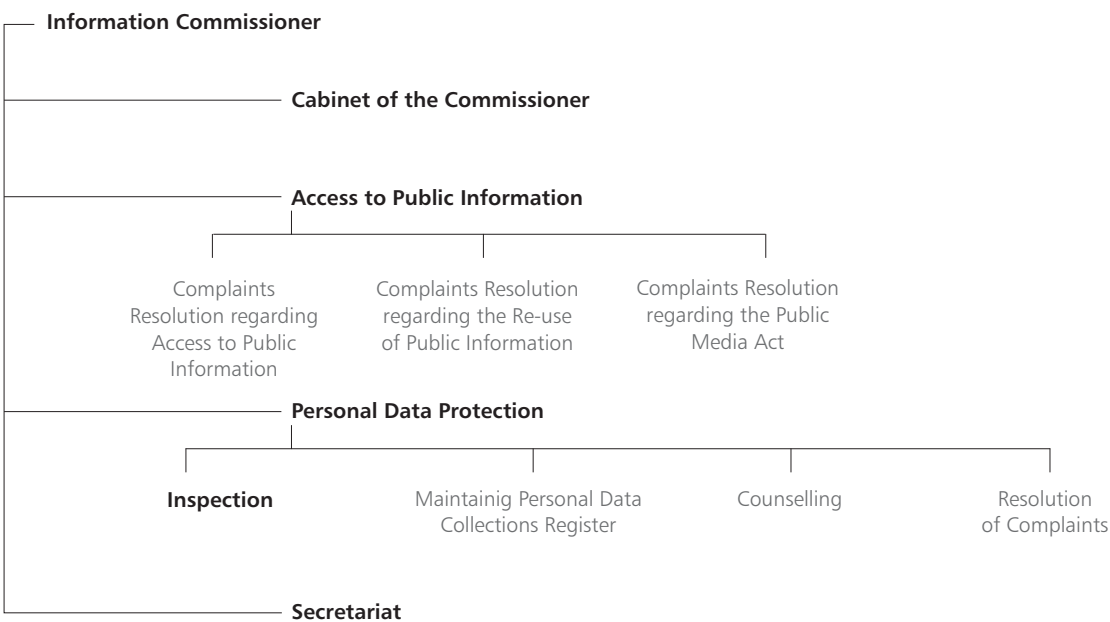 Information Commissioner
Cabinet of the Commissioner
Access to Public Information
Complaints
Resolution regarding
Access to Public
Information
Complaints Resolution
regarding the Re-use
of Public Information
Complaints Resolution
regarding the Public
Media Act
Personal Data Protection
Inspection
Maintainig Personal Data
Collections Register
Counselling
Resolution
of Complaints
Secretariat